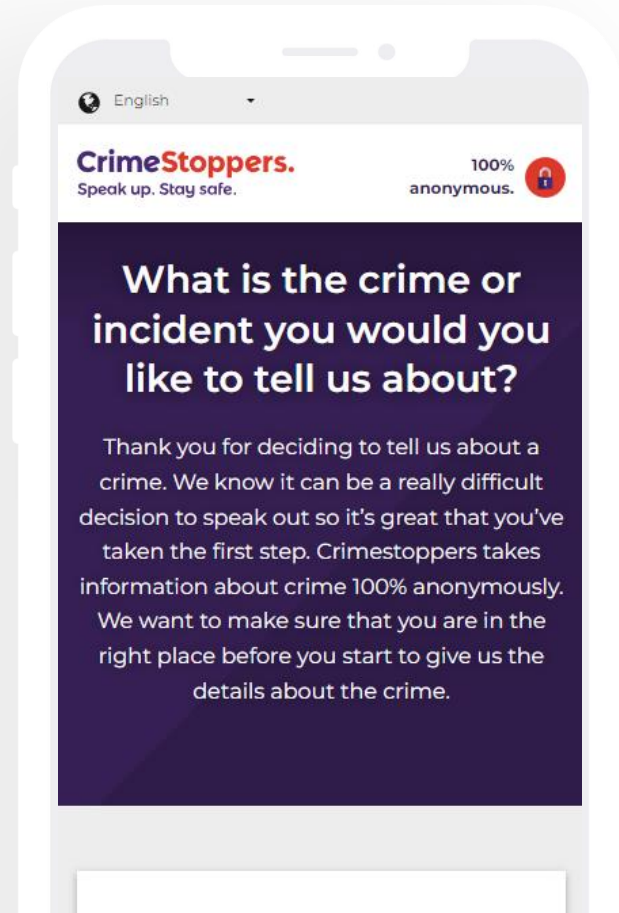 English
CrimeStoppers.
Speak up. Stay safe.
100%
anonymous.
What is the crime or
incident you would you
like to tell us about?
Thank you for deciding to tell us about a
crime. We know it can be a really difficult
decision to speak out so it's great that you've
taken the first step. Crimestoppers takes
information about crime 100% anonymously.
We want to make sure that you are in the
right place before you start to give us the
details about the crime.